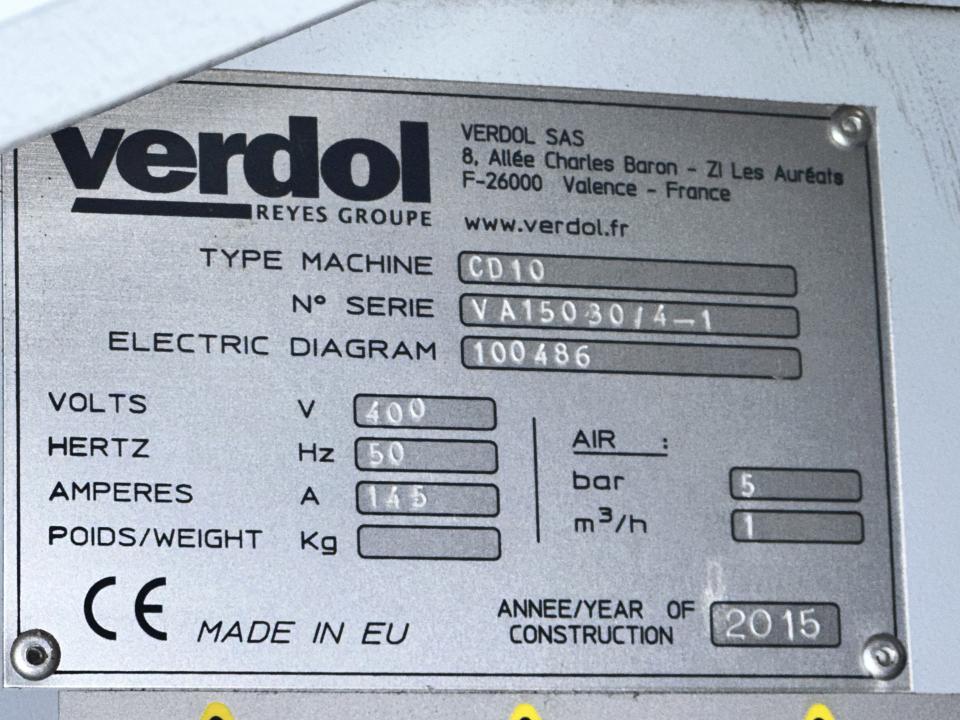 verdol
REYES GROUPE
VERDOL SAS
8, Allée Charles Baron - ZI Les Auréats
F-26000 Valence - France
www.verdol.fr
TYPE MACHINE CD10
N° SERIE VA15030/4-1
ELECTRIC DIAGRAM 100486
VOLTS V 400
HERTZ Hz 50
AMPERES A 145
POIDS/WEIGHT Kg
AIR :
bar 5
m³/h 1
CE MADE IN EU
ANNEE/YEAR OF
CONSTRUCTION 2015